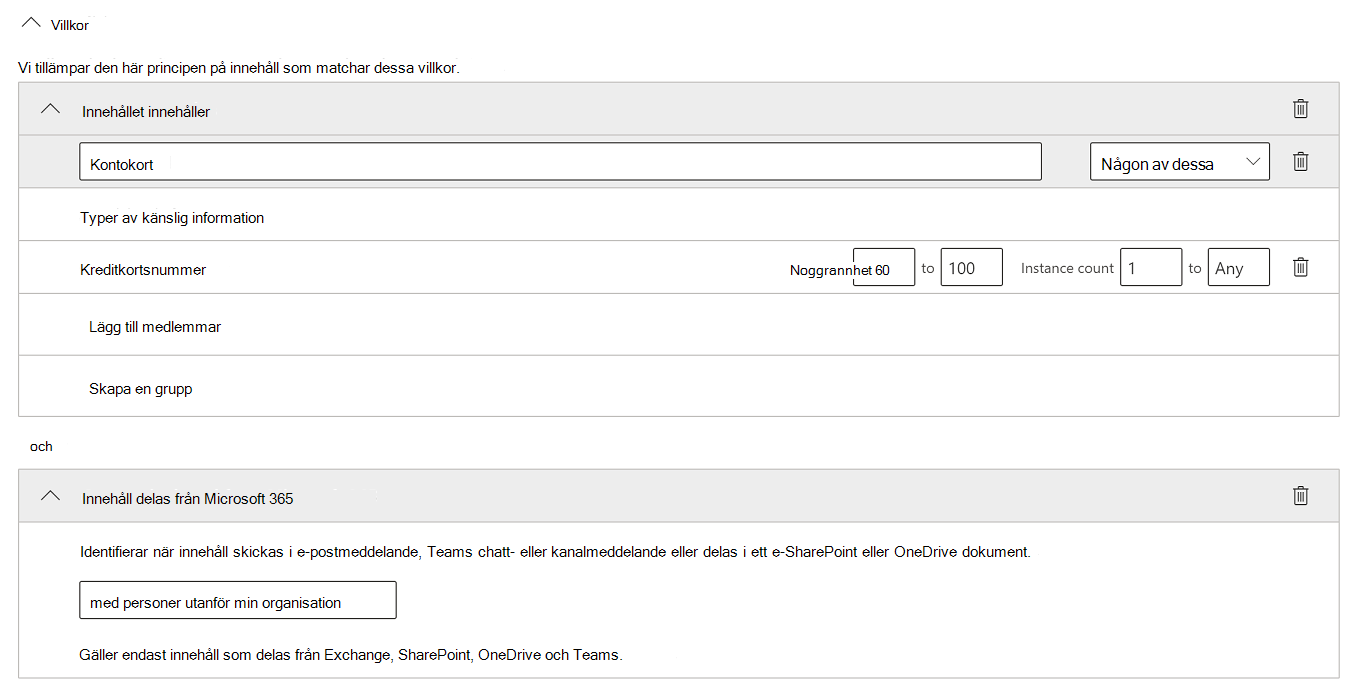 Villkor
Vi tillämpar den här principen på innehåll som matchar dessa villkor.
Innehållet innehåller
Kontokort Någon av dessa
Typer av känslig information
Kreditkortsnummer Noggrannhet 60 to 100 Instance count 1 to Any
Lägg till medlemmar
Skapa en grupp
och
Innehåll delas från Microsoft 365
Identifierar när innehåll skickas i e-postmeddelande, Teams chatt- eller kanalmeddelande eller delas i ett e-SharePoint eller OneDrive dokument.
med personer utanför min organisation
Gäller endast innehåll som delas från Exchange, SharePoint, OneDrive och Teams.